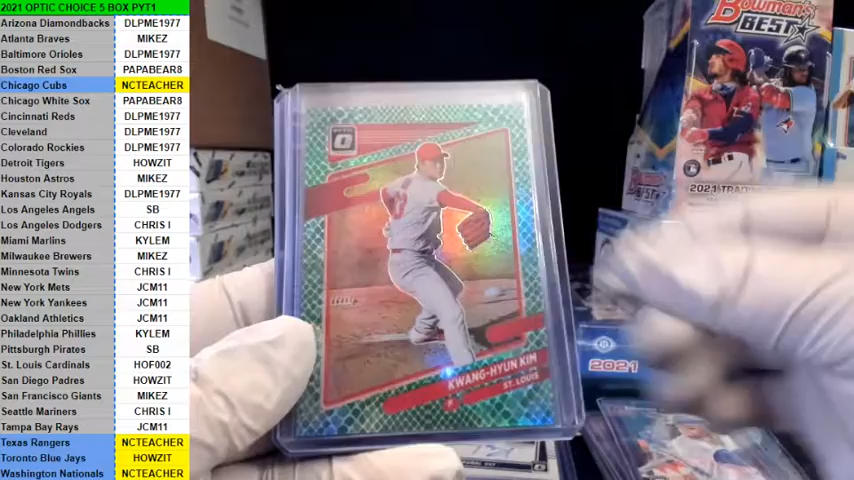 2021 OPTIC CHOICE 5 BOX PYT1
Arizona Diamondbacks DLPME1977
Atlanta Braves MIKEZ
Baltimore Orioles DLPME1977
Boston Red Sox PAPABEAR8
Chicago Cubs NCTEACHER
Chicago White Sox PAPABEAR8
Cincinnati Reds DLPME1977
Cleveland DLPME1977
Colorado Rockies DLPME1977
Detroit Tigers HOWZIT
Houston Astros MIKEZ
Kansas City Royals DLPME1977
Los Angeles Angels SB
Los Angeles Dodgers CHRIS I
Miami Marlins KYLEM
Milwaukee Brewers MIKEZ
Minnesota Twins CHRIS I
New York Mets JCM11
New York Yankees JCM11
Oakland Athletics JCM11
Philadelphia Phillies KYLEM
Pittsburgh Pirates SB
St. Louis Cardinals HOF002
San Diego Padres HOWZIT
San Francisco Giants MIKEZ
Seattle Mariners CHRIS I
Tampa Bay Rays JCM11
Texas Rangers NCTEACHER
Toronto Blue Jays HOWZIT
Washington Nationals NCTEACHER
OPTIC
KWANG-HYUN KIM
ST. LOUIS
BOWMAN'S
BEST
2021 TRADING
2021